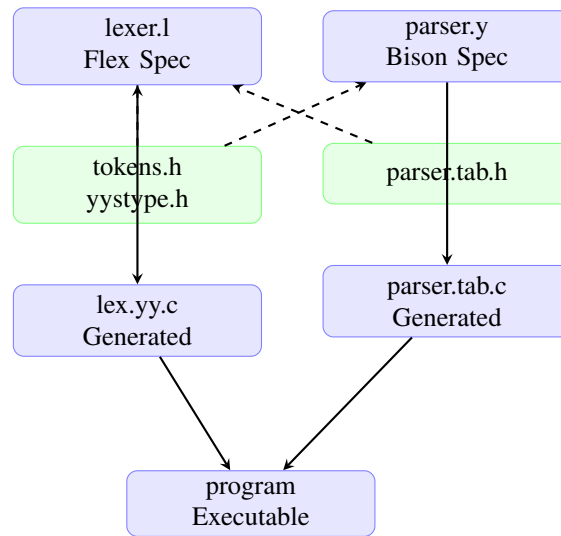 lexer.l
Flex Spec
parser.y
Bison Spec
tokens.h
yystype.h
parser.tab.h
lex.yy.c
Generated
parser.tab.c
Generated
program
Executable